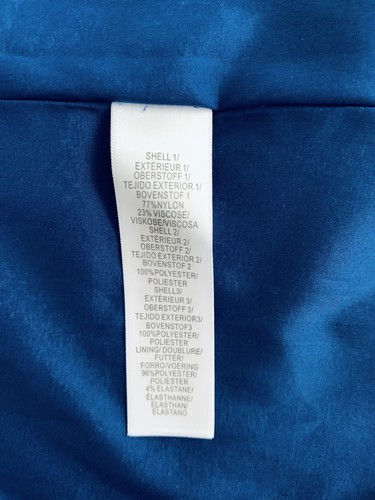 SHELL 1/
EXTÉRIEUR 1/
OBERSTOFF 1/
TEJIDO EXTERIOR 1/
BOVENSTOF 1
77%NYLON
23% VISCOSE/
VISKOSE/VISCOSA
SHELL 2/
EXTÉRIEUR 2/
OBERSTOFF 2/
TEJIDO EXTERIOR 2/
BOVENSTOF 2
100%POLYESTER/
POLIESTER
SHELL3/
EXTÉRIEUR 3/
OBERSTOFF 3/
TEJIDO EXTERIOR3/
BOVENSTOF3
100%POLYESTER/
POLIESTER
LINING/ DOUBLURE/
FUTTER/
FORRO/VOERING
96%POLYESTER/
POLIESTER
4% ELASTANE/
ÉLASTHANNE/
ELASTHAN/
ELASTANO